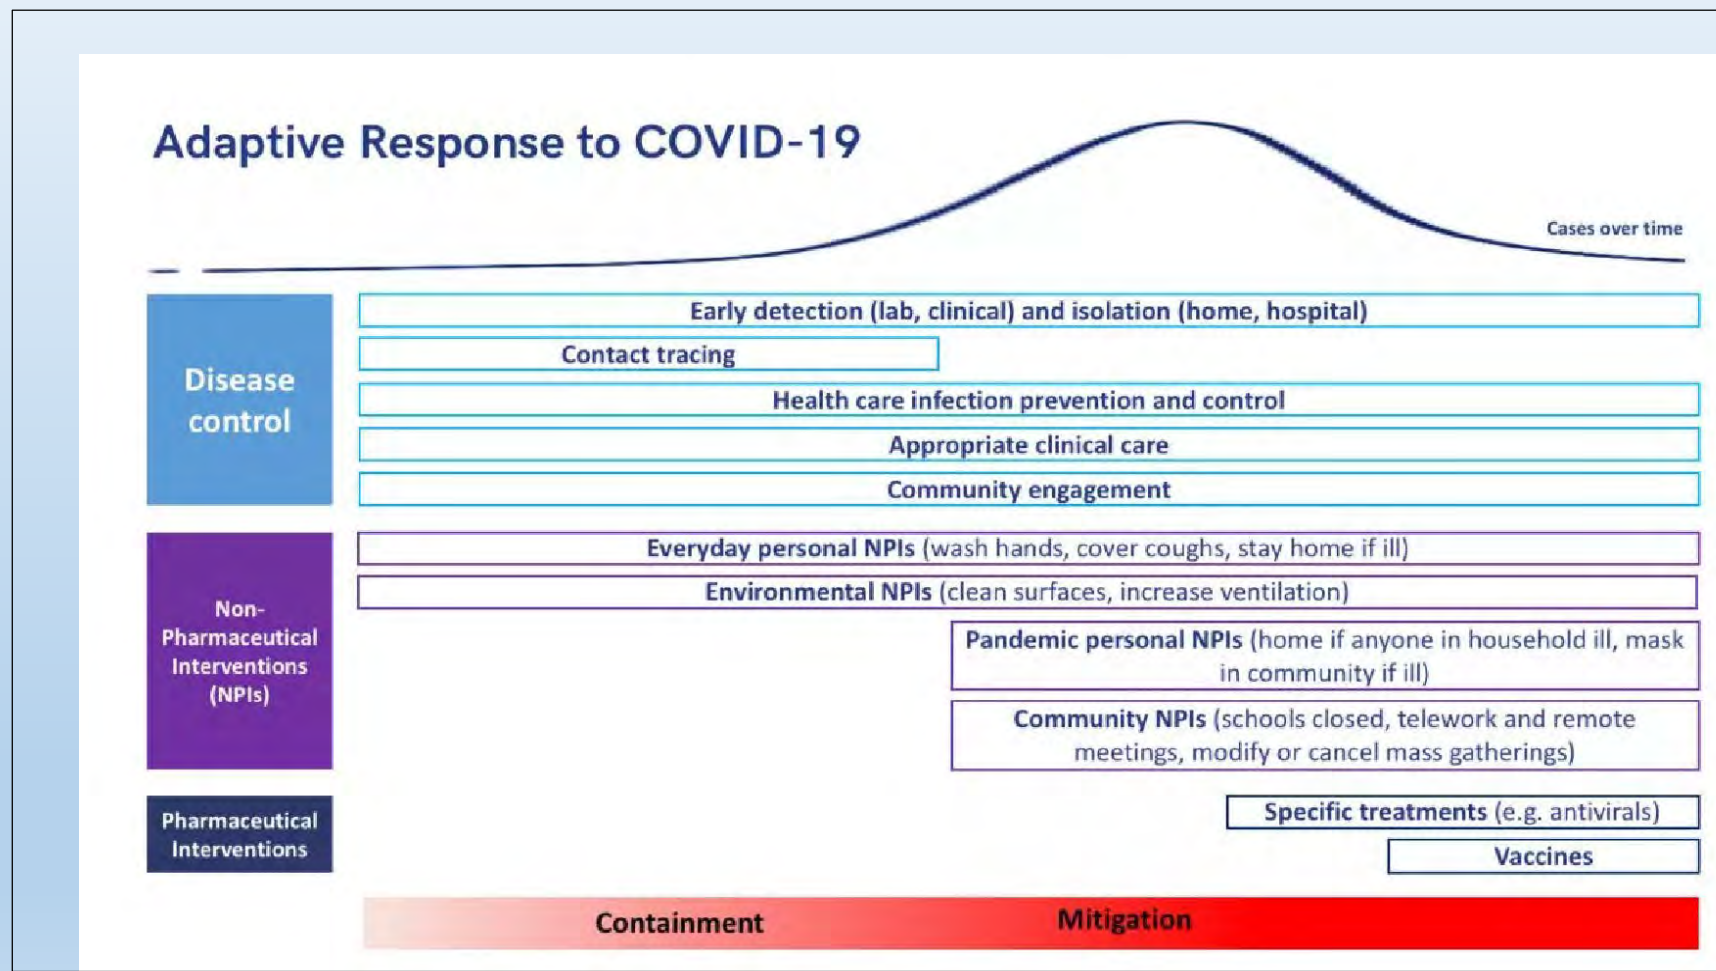 Adaptive Response to COVID-19
Cases over time
Disease
control
Early detection (lab, clinical) and isolation (home, hospital)
Contact tracing
Health care infection prevention and control
Appropriate clinical care
Community engagement
Non-
Pharmaceutical
Interventions
(NPIs)
Everyday personal NPIs (wash hands, cover coughs, stay home if ill)
Environmental NPIs (clean surfaces, increase ventilation)
Pandemic personal NPIs (home if anyone in household ill, mask
in community if ill)
Community NPIs (schools closed, telework and remote
meetings, modify or cancel mass gatherings)
Pharmaceutical
Interventions
Specific treatments (e.g. antivirals)
Vaccines
Containment
Mitigation